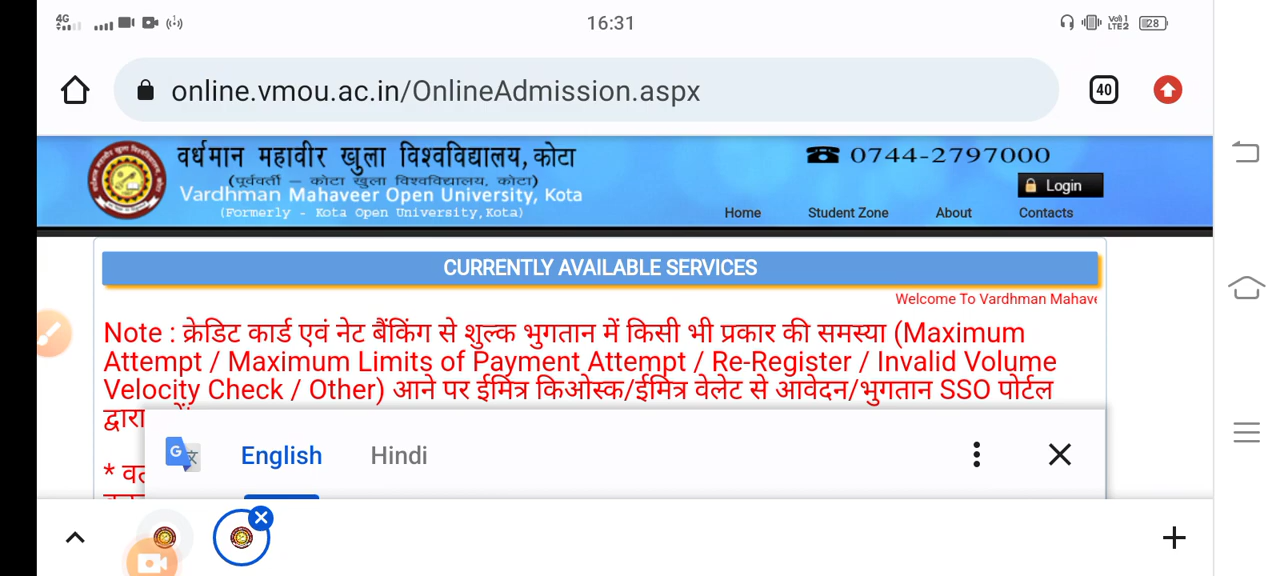 4G
16:31
Vo)) 1
LTE2
28
online.vmou.ac.in/OnlineAdmission.aspx
40
वर्धमान महावीर खुला विश्वविद्यालय, कोटा
(पूर्ववर्ती – कोटा खुला विश्वविद्यालय, कोटा)
Vardhman Mahaveer Open University, Kota
(Formerly - Kota Open University,Kota)
0744-2797000
Login
Home Student Zone About Contacts
CURRENTLY AVAILABLE SERVICES
Welcome To Vardhman Mahave
Note : क्रेडिट कार्ड एवं नेट बैंकिंग से शुल्क भुगतान में किसी भी प्रकार की समस्या (Maximum
Attempt / Maximum Limits of Payment Attempt / Re-Register / Invalid Volume
Velocity Check / Other) आने पर ईमित्र किओस्क/ईमित्र वेलेट से आवेदन/भुगतान SSO पोर्टल
द्वारा
English Hindi